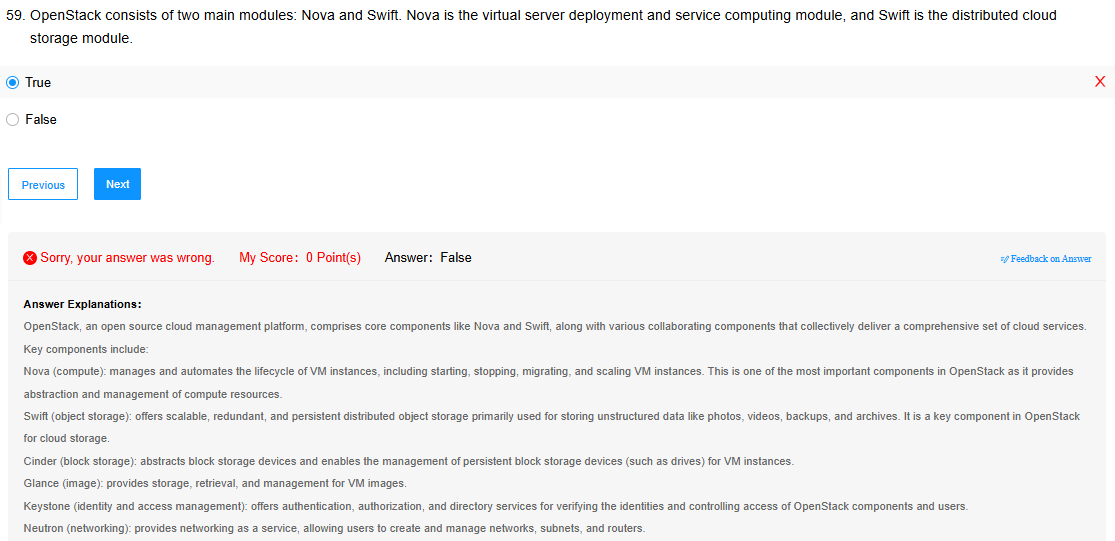 59. OpenStack consists of two main modules: Nova and Swift. Nova is the virtual server deployment and service computing module, and Swift is the distributed cloud
storage module.
True
False
Previous Next
Sorry, your answer was wrong. My Score: 0 Point(s) Answer: False Feedback on Answer
Answer Explanations:
OpenStack, an open source cloud management platform, comprises core components like Nova and Swift, along with various collaborating components that collectively deliver a comprehensive set of cloud services.
Key components include:
Nova (compute): manages and automates the lifecycle of VM instances, including starting, stopping, migrating, and scaling VM instances. This is one of the most important components in OpenStack as it provides
abstraction and management of compute resources.
Swift (object storage): offers scalable, redundant, and persistent distributed object storage primarily used for storing unstructured data like photos, videos, backups, and archives. It is a key component in OpenStack
for cloud storage.
Cinder (block storage): abstracts block storage devices and enables the management of persistent block storage devices (such as drives) for VM instances.
Glance (image): provides storage, retrieval, and management for VM images.
Keystone (identity and access management): offers authentication, authorization, and directory services for verifying the identities and controlling access of OpenStack components and users.
Neutron (networking): provides networking as a service, allowing users to create and manage networks, subnets, and routers.